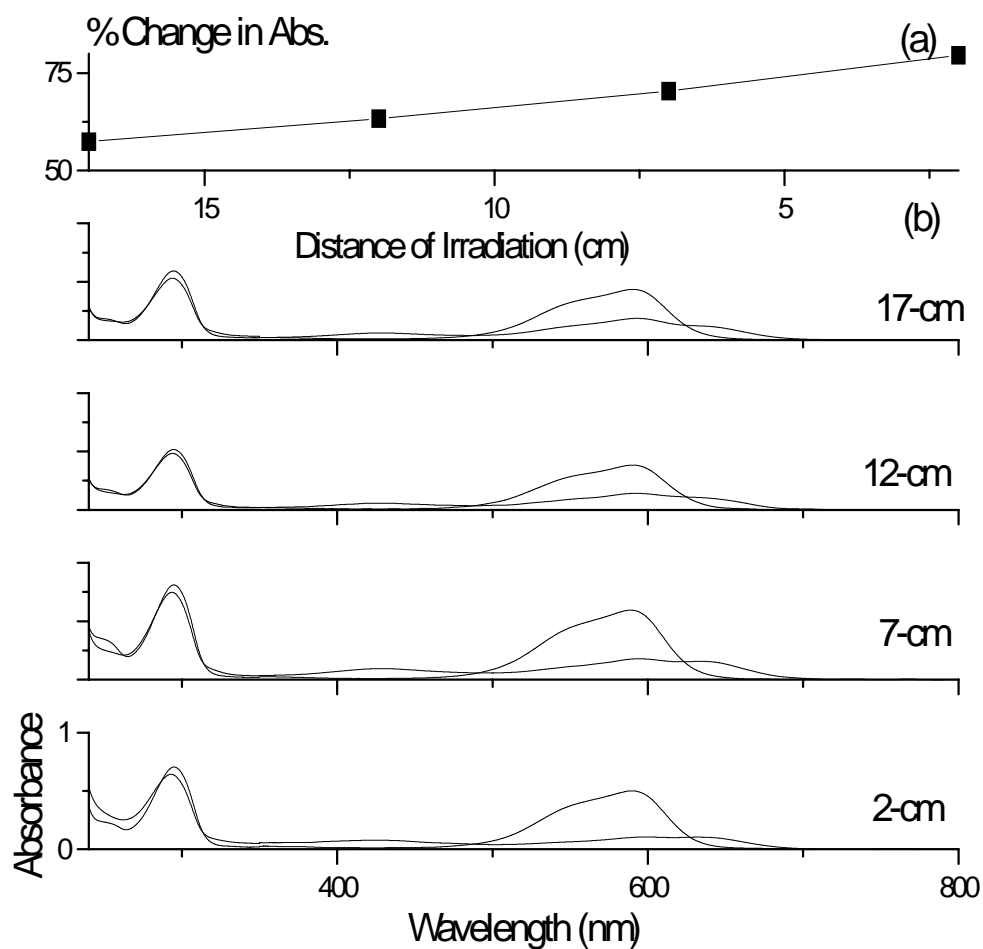 % Change in Abs.
(a)
75
50
15
10
5
Distance of Irradiation (cm)
(b)
17-cm
12-cm
7-cm
2-cm
1
0
Absorbance
400
600
800
Wavelength (nm)